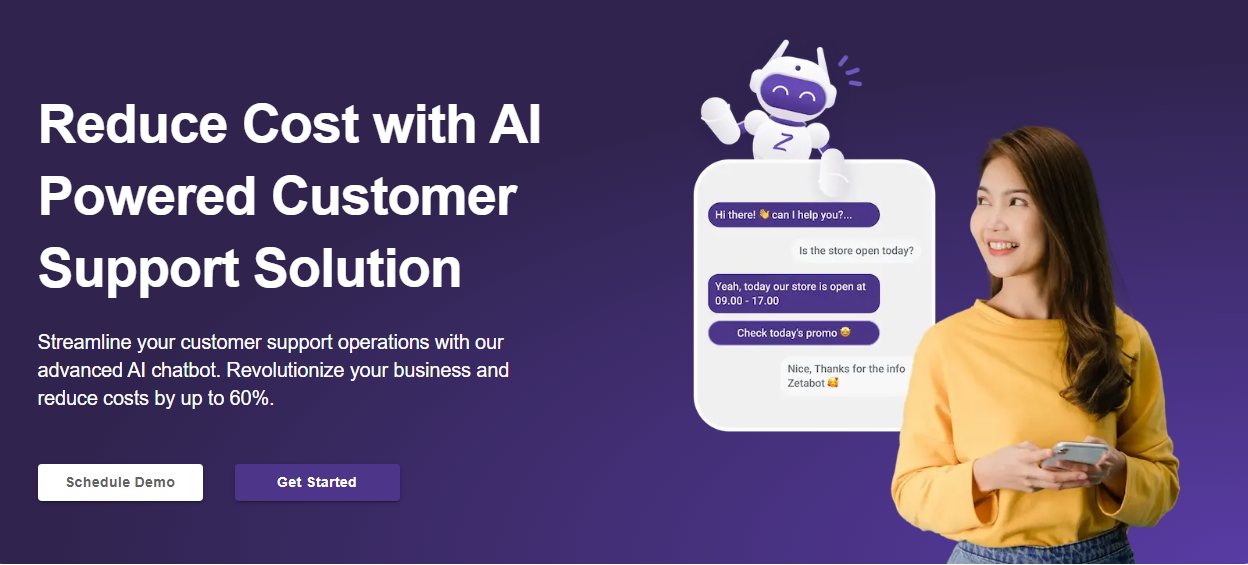 Reduce Cost with AI
Powered Customer
Support Solution
Streamline your customer support operations with our
advanced AI chatbot. Revolutionize your business and
reduce costs by up to 60%.
Schedule Demo
Get Started
Z
Hi there! 👋 can I help you?...
Is the store open today?
Yeah, today our store is open at
09.00 - 17.00
Check today's promo 🤩
Nice, Thanks for the info
Zetabot 🥰